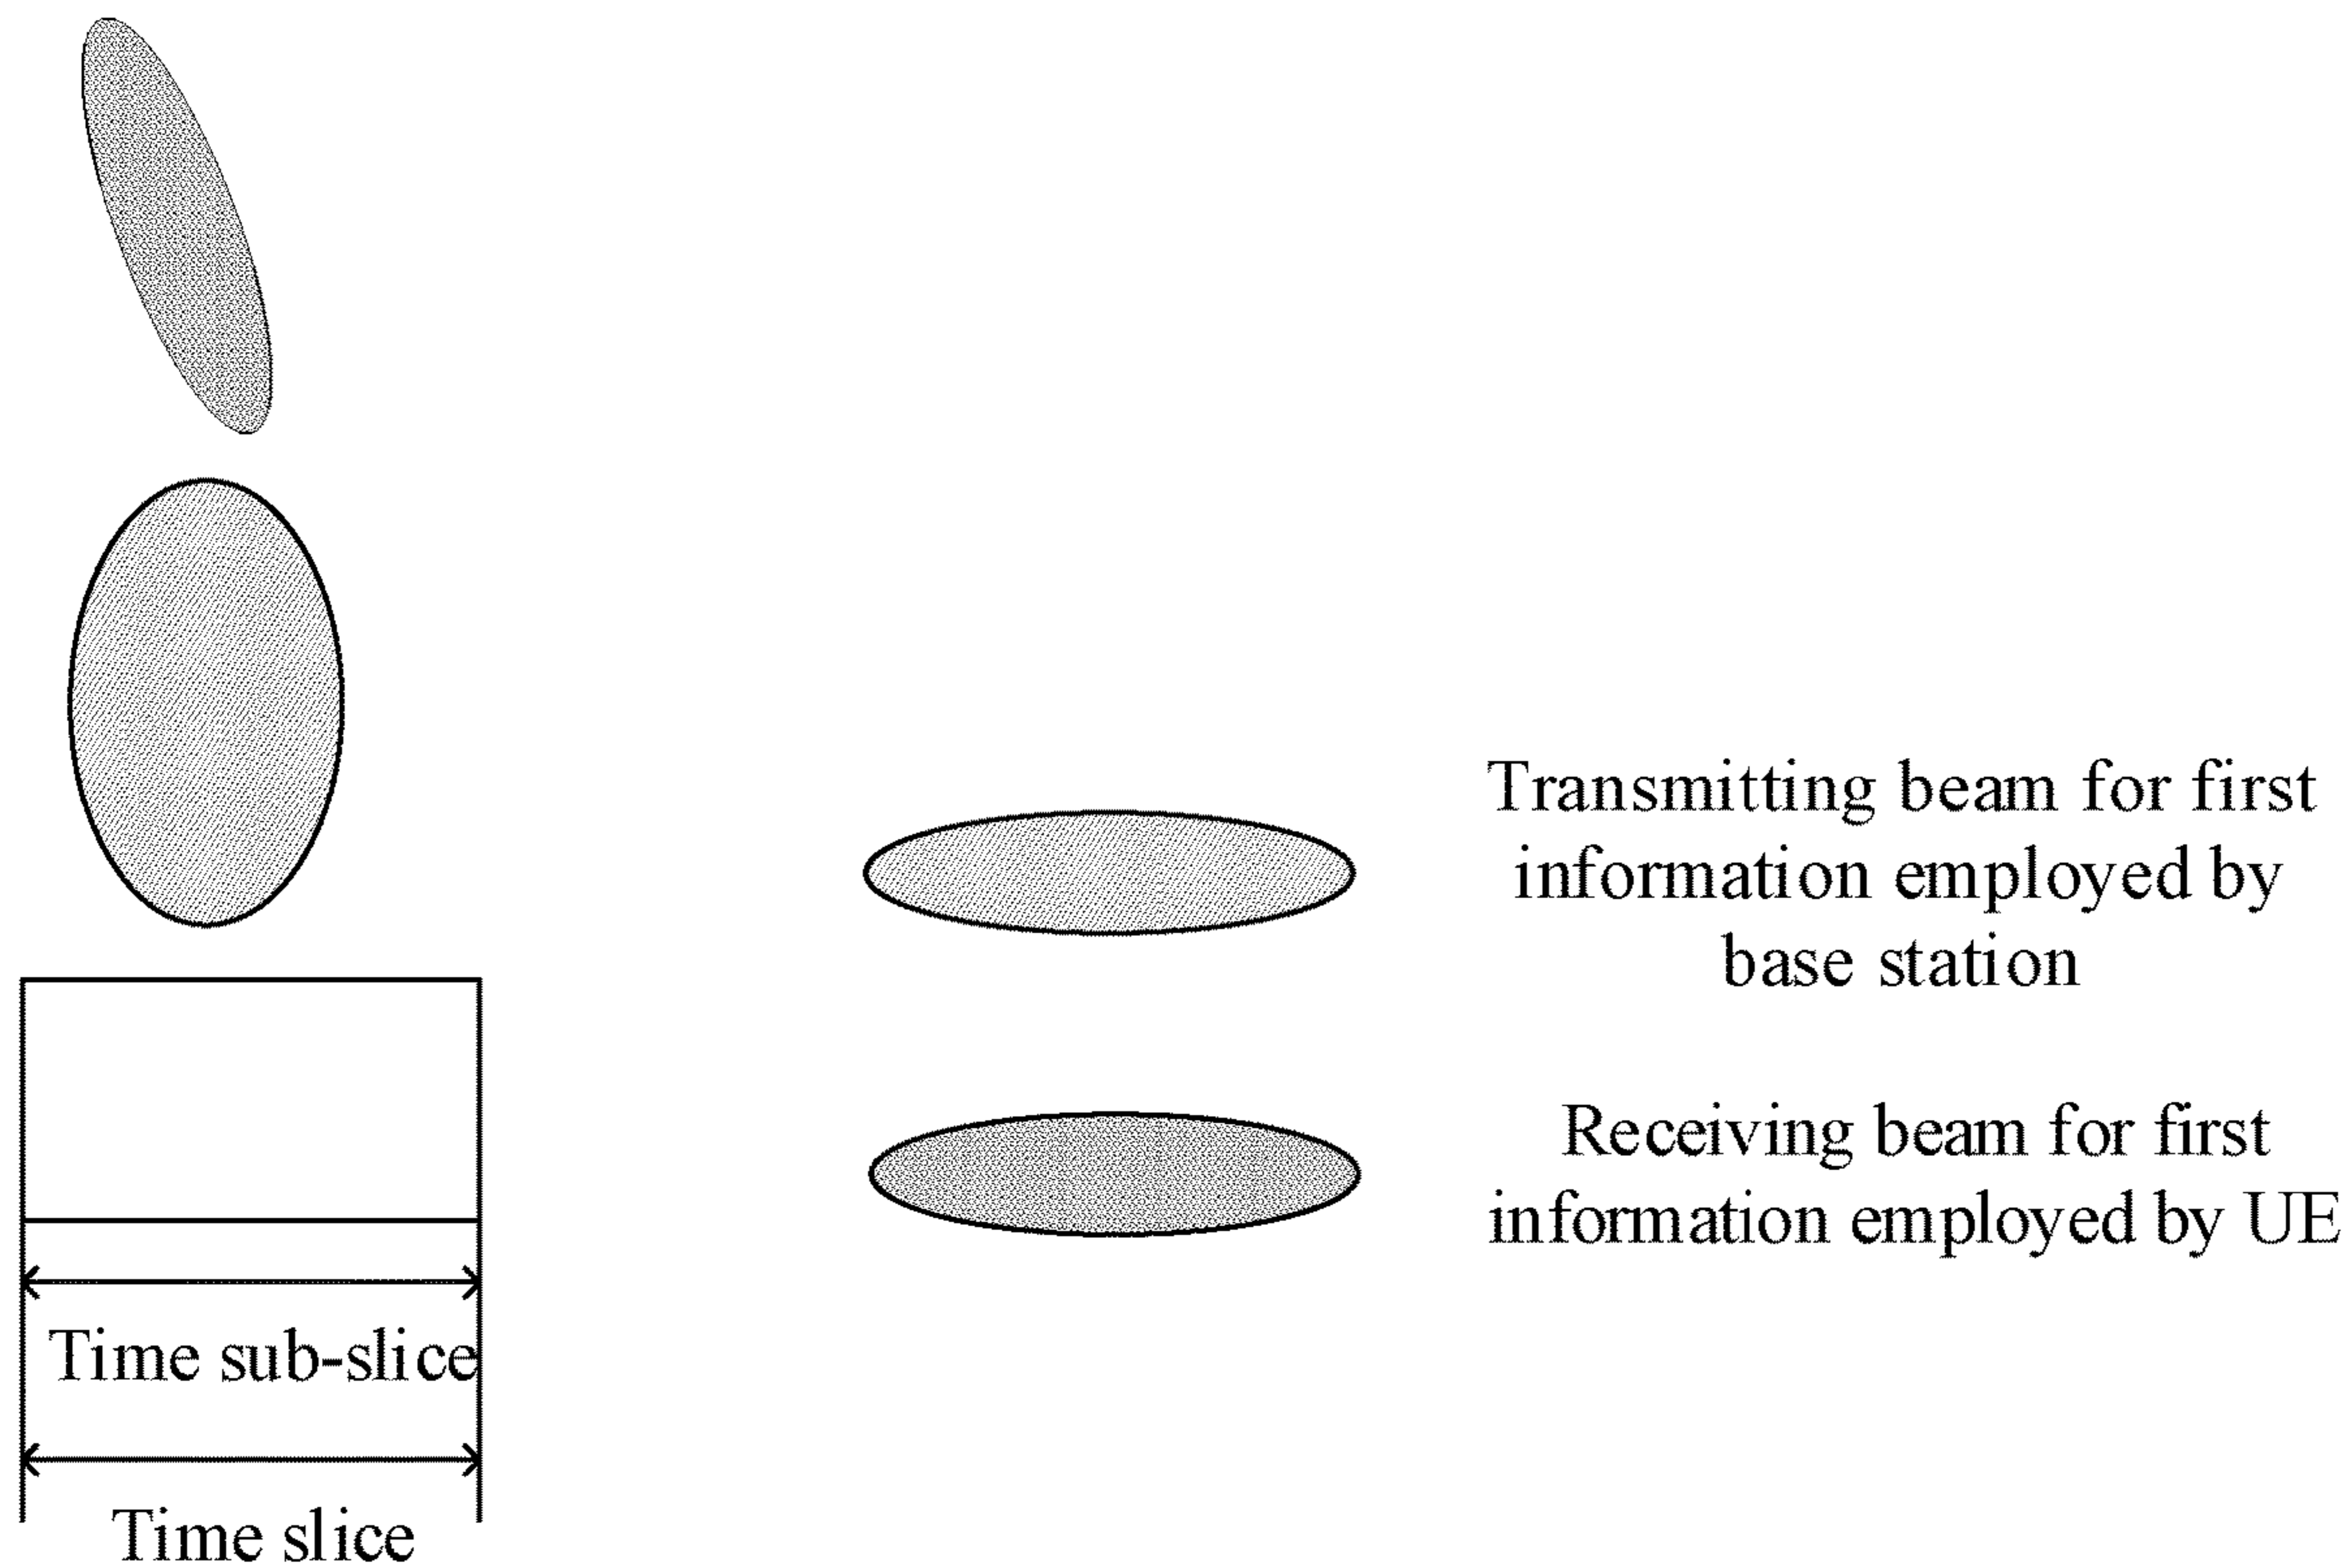 Transmitting beam for first
information employed by
base station
Receiving beam for first
information employed by UE
Time sub-slice
Time slice